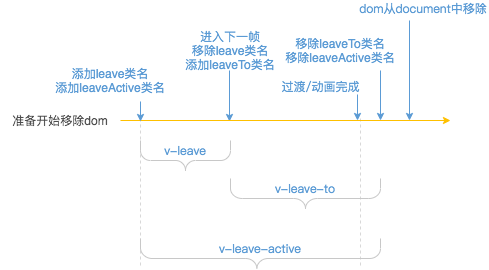 dom从document中移除
进入下一帧
移除leave类名
添加leaveTo类名
移除leaveTo类名
移除leaveActive类名
添加leave类名
添加leaveActive类名
过渡/动画完成
准备开始移除dom
v-leave
v-leave-to
v-leave-active